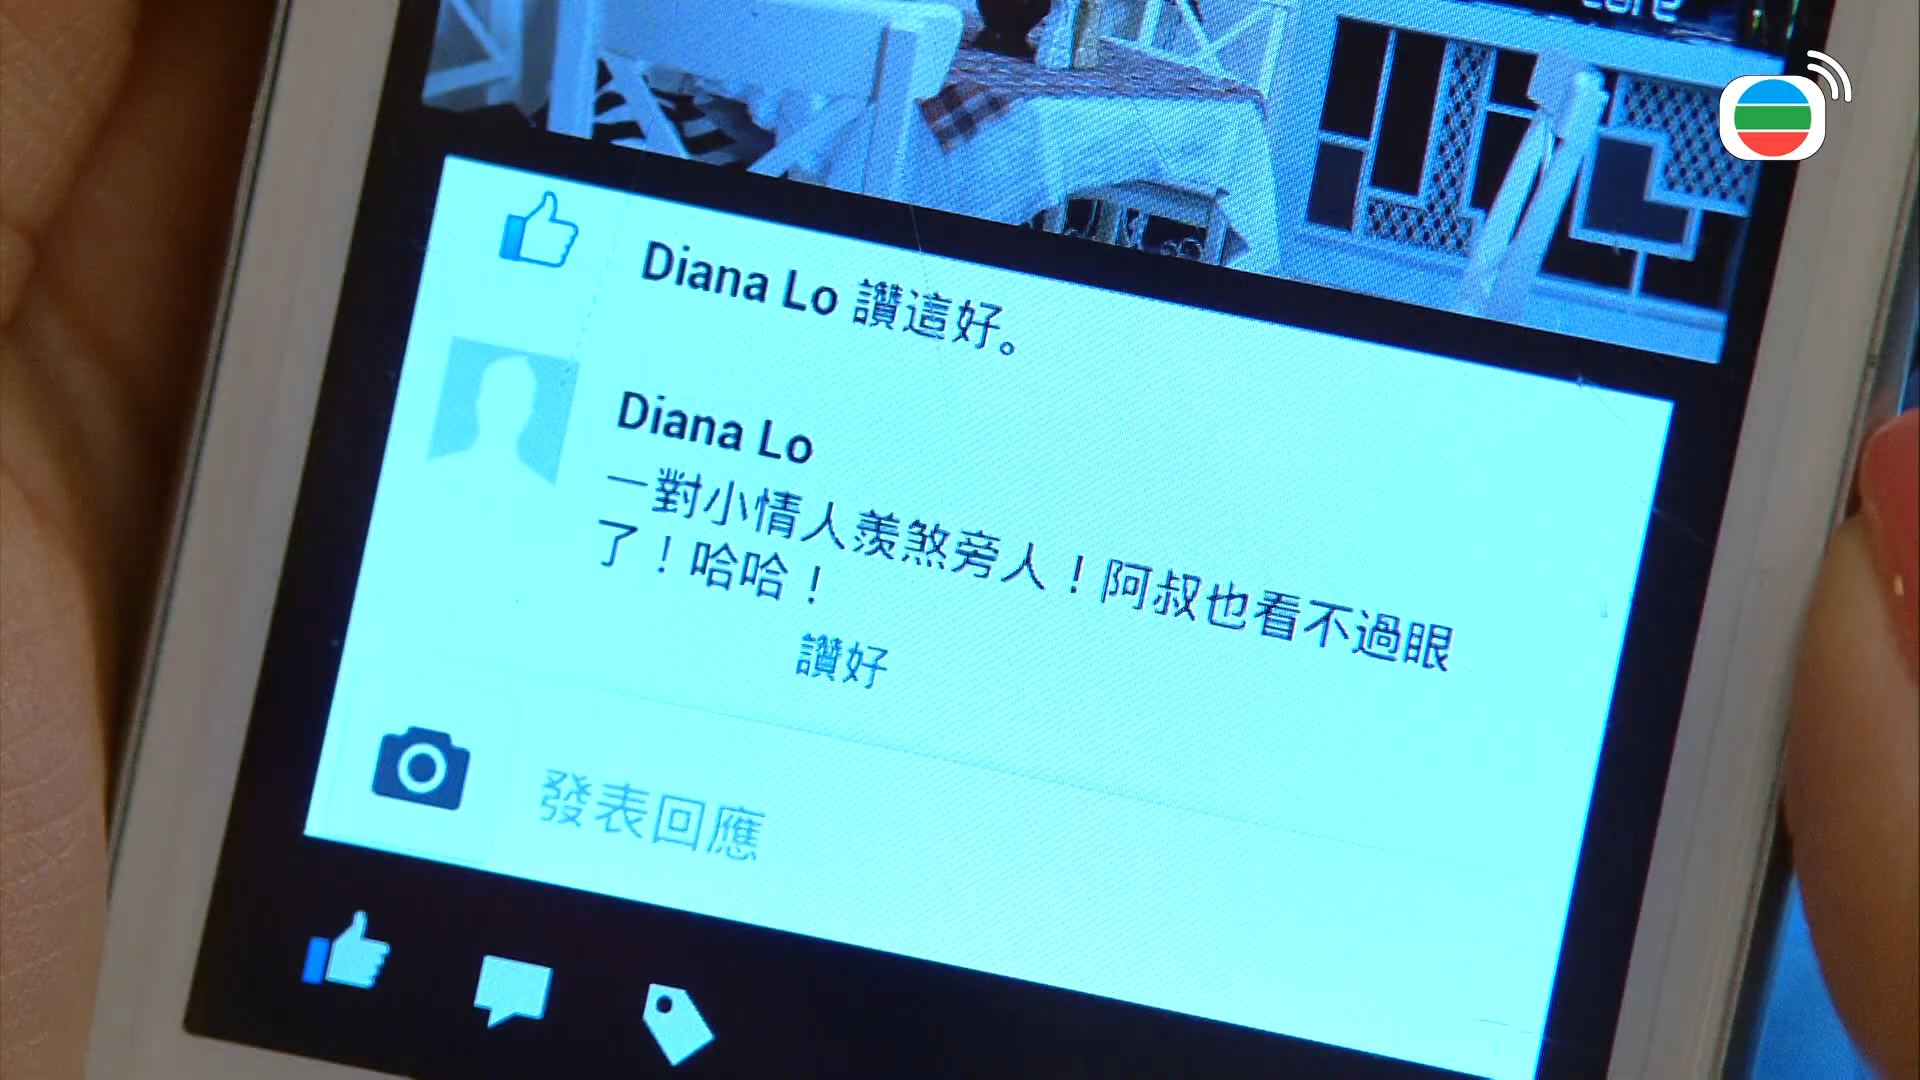 Diana Lo 讚這好。
Diana Lo
一對小情人羨煞旁人！阿叔也看不過眼
了！哈哈！
讚好
發表回應